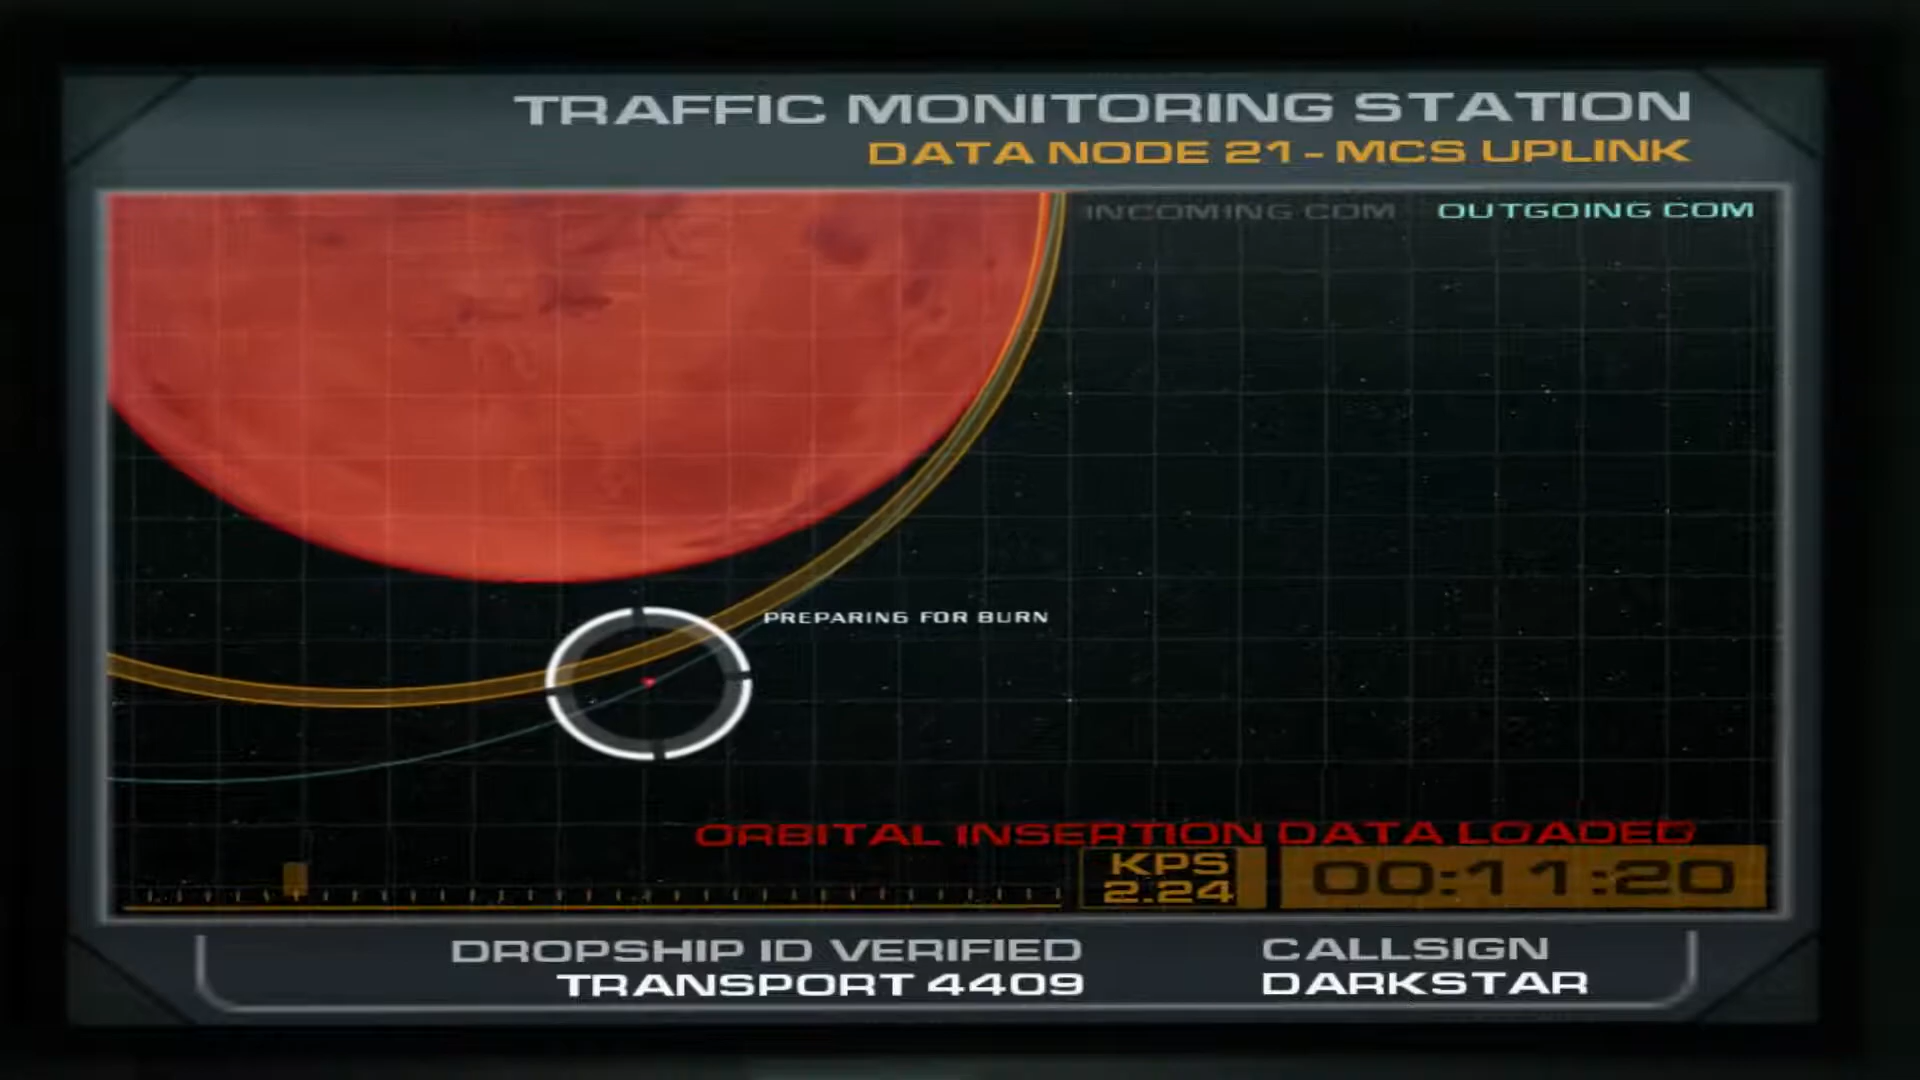 TRAFFIC MONITORING STATION
DATA NODE 21 - MCS UPLINK
INCOMING COM OUTGOING COM
PREPARING FOR BURN
ORBITAL INSERTION DATA LOADED
KPS
2.24
00:11:20
DROPSHIP ID VERIFIED
TRANSPORT 4409
CALLSIGN
DARKSTAR